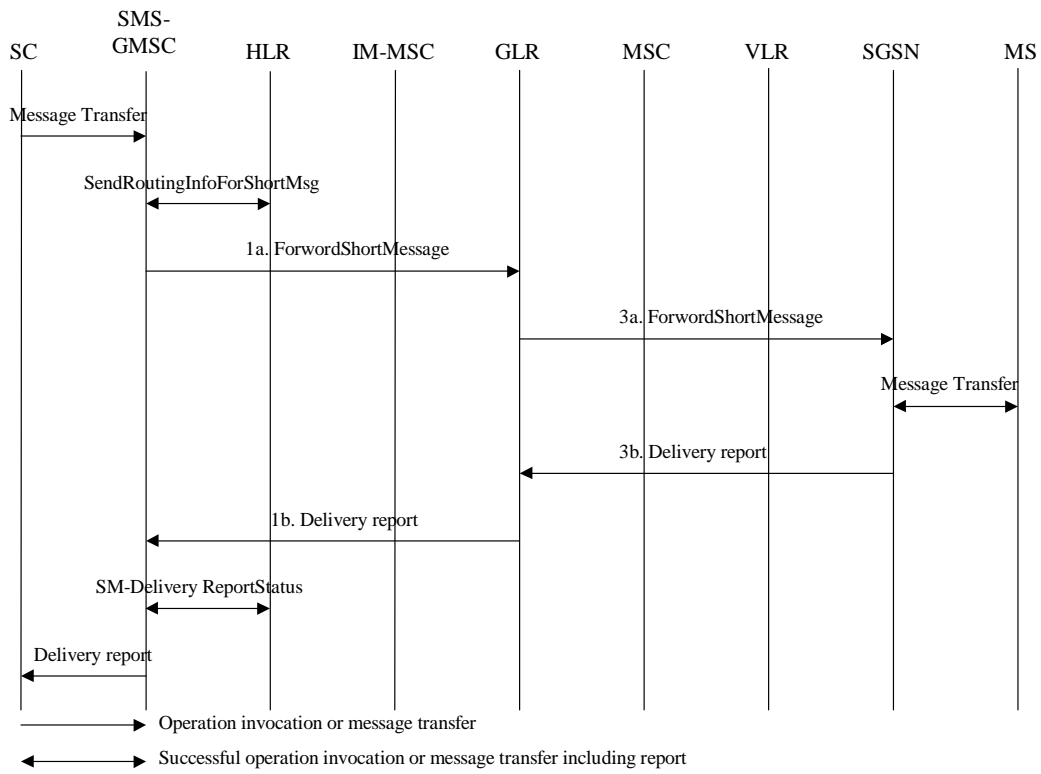 SMS-
GMSC
SC HLR IM-MSC GLR MSC VLR SGSN MS
Message Transfer
SendRoutingInfoForShortMsg
1a. ForwordShortMessage
3a. ForwordShortMessage
Message Transfer
3b. Delivery report
1b. Delivery report
SM-Delivery ReportStatus
Delivery report
Operation invocation or message transfer
Successful operation invocation or message transfer including report